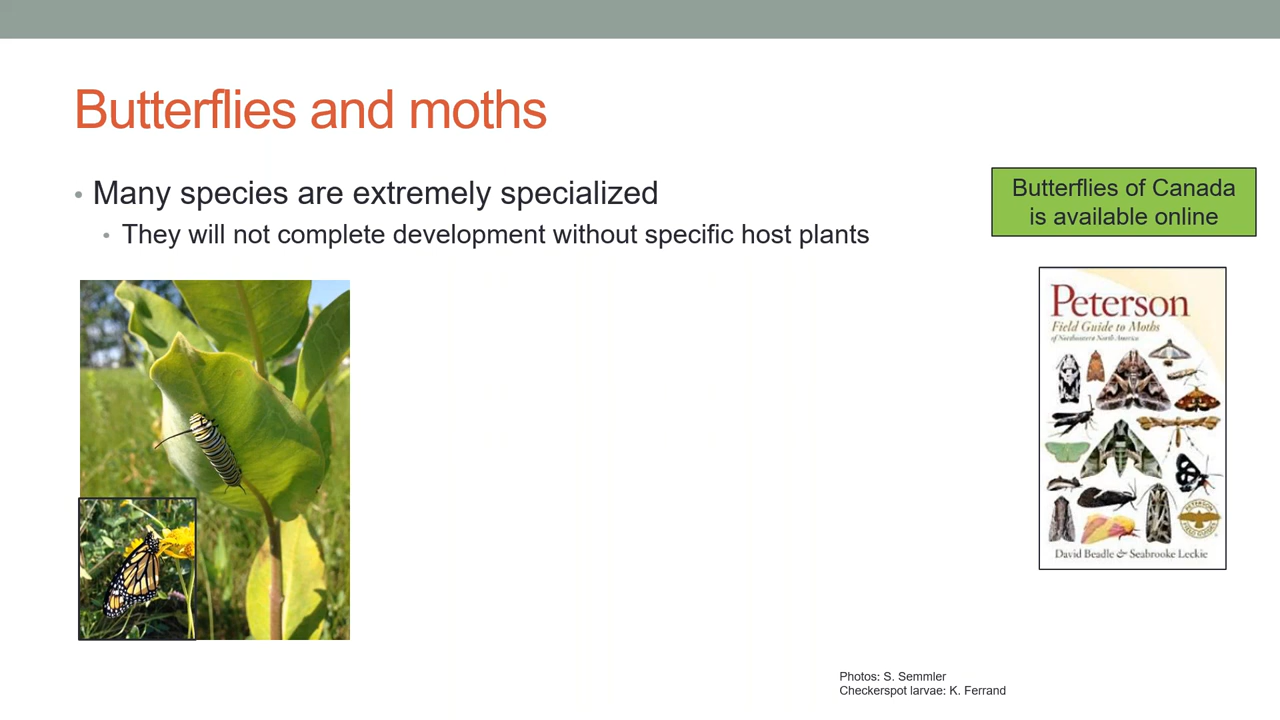 Butterflies and moths
• Many species are extremely specialized
• They will not complete development without specific host plants
Butterflies of Canada
is available online
Peterson
Field Guide to Moths
of Northeastern North America
David Beadle & Seabrooke Leckie
Photos: S. Semmler
Checkerspot larvae: K. Ferrand